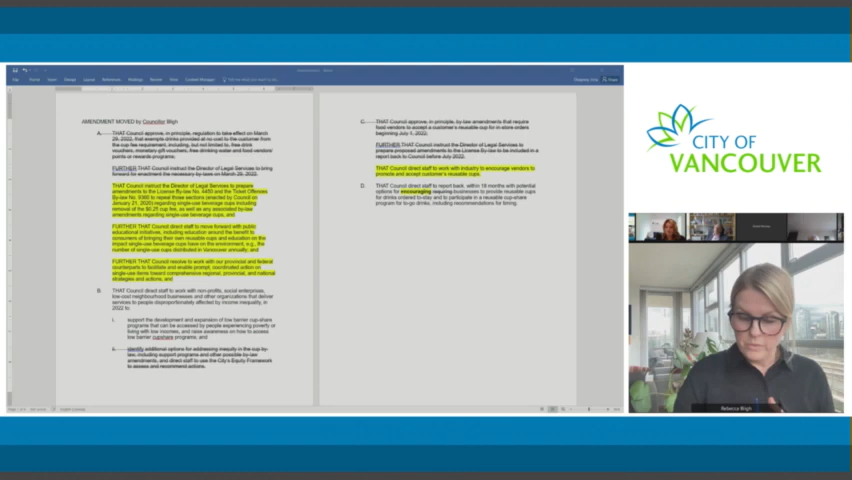 File Home Insert Design Layout References Mailings Review View Content Manager
Share
AMENDMENT MOVED by Councillor Wigh
A. THAT Council approve, in principle, regulation to take effect on March
29, 2022, that exempts drinks provided at no cost to the customer from
the cup fee requirement, including, but not limited to, free drink
vouchers, monetary gift vouchers, free drinking water and food vendors'
points or rewards programs.
FURTHER THAT Council instruct the Director of Legal Services to bring
forward for enactment the necessary by-laws on March 29, 2022.
THAT Council instruct the Director of Legal Services to prepare
amendments to the Licence By-law No. 4450 and the Ticket Offences
By-law No. 9360 to repeal those sections (enacted by Council on
January 21, 2020) regarding single-use beverage cups including
removal of the $0.25 cup fee, as well as any associated by-law
amendments regarding single-use beverage cups, and
FURTHER THAT Council direct staff to move forward with public
educational initiatives, including education around the benefit to
consumers of bringing their own reusable cups and education on the
impact single-use beverage cups have on the environment, e.g., the
number of single-use cups distributed in Vancouver annually; and
FURTHER THAT Council resolve to work with our provincial and federal
counterparts to facilitate and enable prompt, coordinated action on
single-use items toward comprehensive regional, provincial, and national
strategies and actions; and
B. THAT Council direct staff to work with non-profit, social enterprises,
low-cost neighbourhood businesses and other organizations that deliver
services to people disproportionately affected by income inequality, in
2022 to
i. support the development and expansion of low barrier cup-share
programs that can be accessed by people experiencing poverty or
living with low incomes, and raise awareness on how to access
low barrier cupshare programs; and
ii. identify additional options for addressing inequity in the cup by-
law, including support programs and other possible by-law
amendments, and direct staff to use the City's Equity Framework
to assess and recommend actions.
C. THAT Council approve, in principle, by-law amendments that require
food vendors to accept a customer's reusable cup for in-store orders
beginning July 1, 2022.
FURTHER THAT Council instruct the Director of Legal Services to
prepare proposed amendments to the License By-law to be included in a
report back to Council before July 2022.
THAT Council direct staff to work with industry to encourage vendors to
promote and accept customer's reusable cups.
D. THAT Council direct staff to report back, within 18 months with potential
options for encouraging requiring businesses to provide reusable cups
for drinks ordered to-stay and to participate in a reusable cup-share
program for to-go drinks, including recommendations for timing
CITY OF
VANCOUVER
Rebecca Bligh